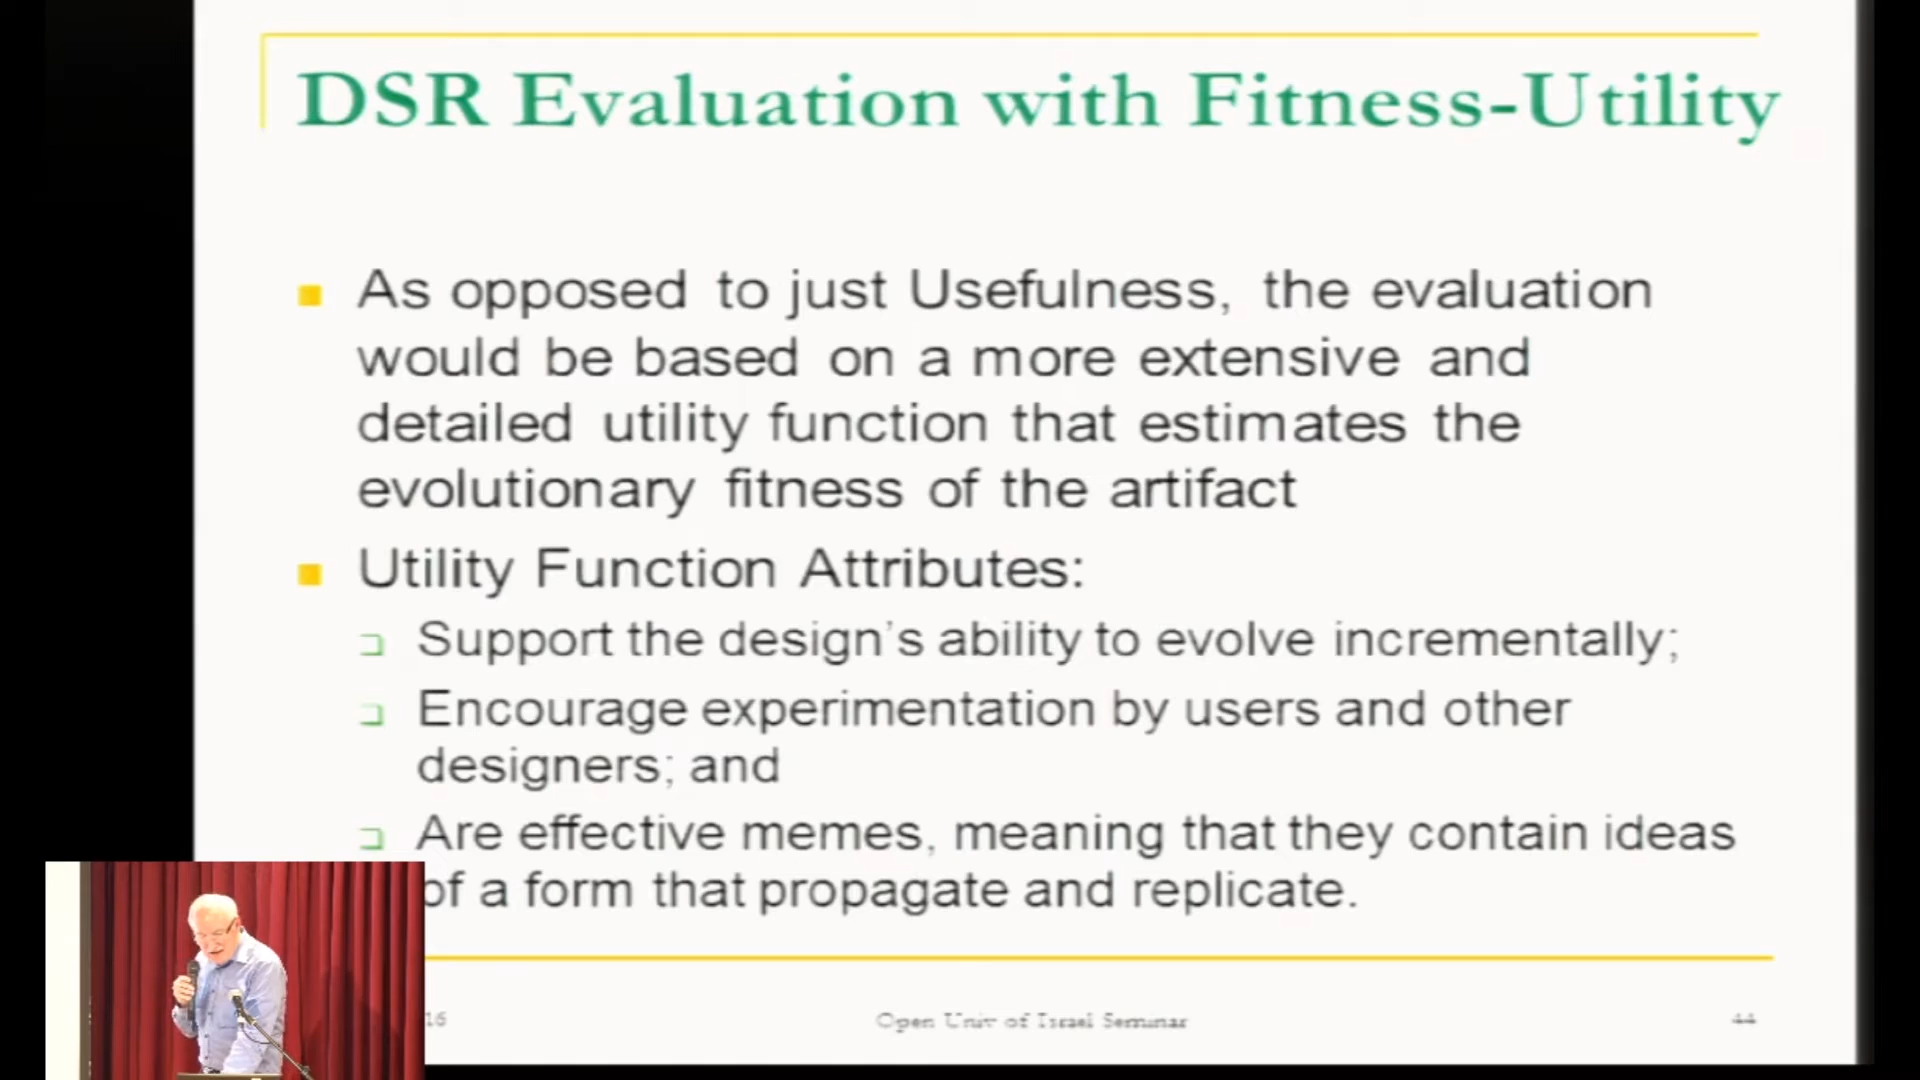 DSR Evaluation with Fitness-Utility
As opposed to just Usefulness, the evaluation
would be based on a more extensive and
detailed utility function that estimates the
evolutionary fitness of the artifact
Utility Function Attributes:
Support the design's ability to evolve incrementally;
Encourage experimentation by users and other
designers; and
Are effective memes, meaning that they contain ideas
of a form that propagate and replicate.
16
Open Univ of Israel Seminar
44